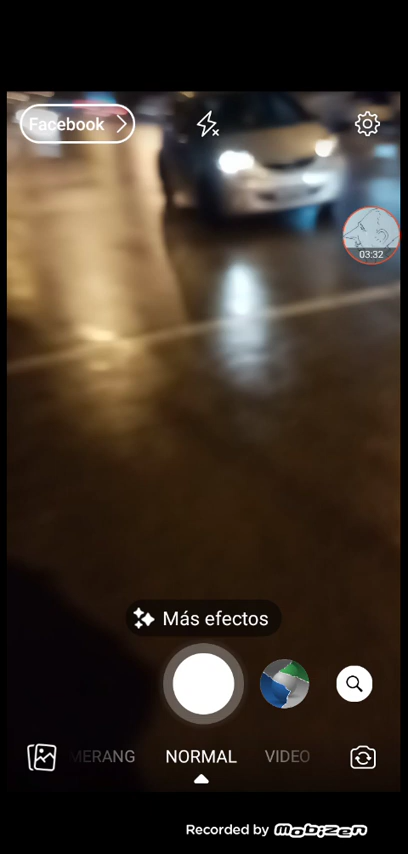 Facebook
03:32
Más efectos
MERANG NORMAL VIDEO
Recorded by Mobizen